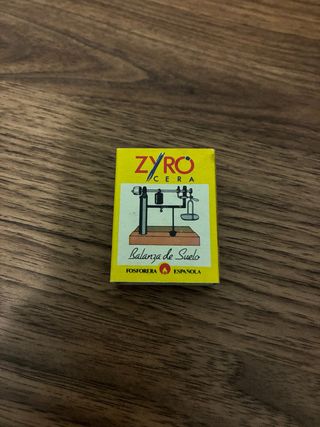 ZYRO
CERA
Balanza de Suelo
FOSFORERA ESPAÑOLA